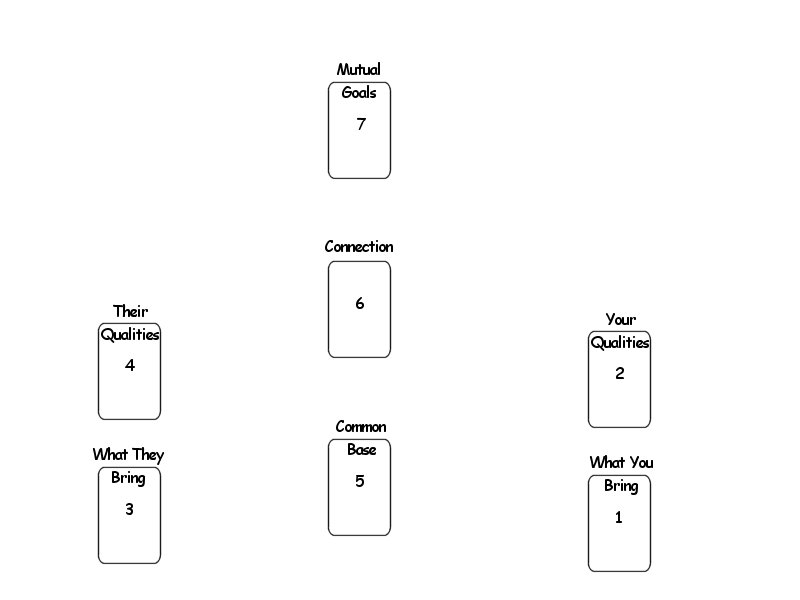 Mutual
Goals
7
Connection
6
Their
Qualities
4
Your
Qualities
2
Common
Base
5
What They
Bring
3
What You
Bring
1